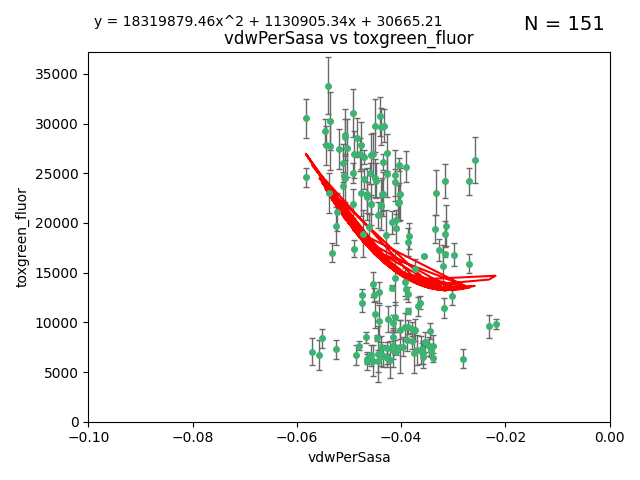 y = 18319879.46x^2 + 1130905.34x + 30665.21
N = 151
vdwPerSasa vs toxgreen_fluor
35000
30000
25000
20000
15000
10000
5000
0
toxgreen_fluor
−0.10
−0.08
−0.06
−0.04
−0.02
0.00
vdwPerSasa